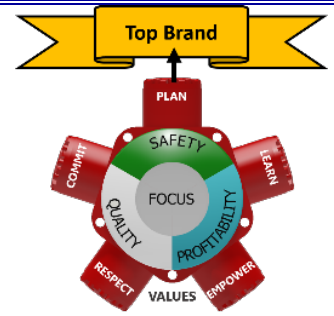 Top Brand
PLAN
COMMIT
SAFETY
LEARN
FOCUS
QUALITY
PROFITABILITY
RESPECT
VALUES
EMPOWER